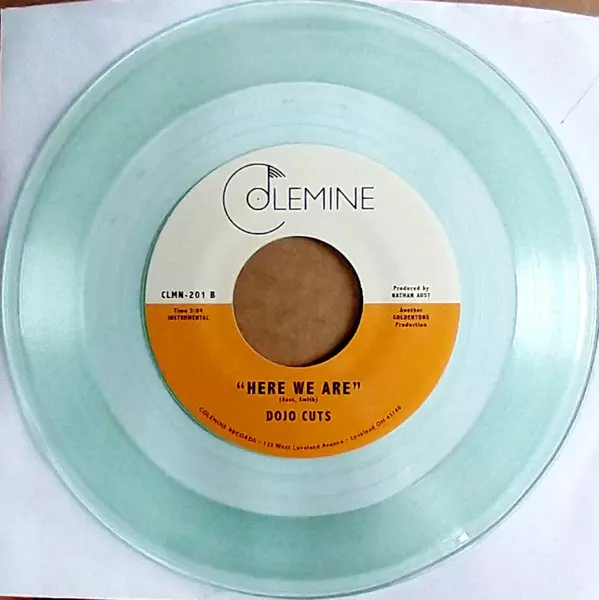 COLEMINE
CLMN-201 B
Time 3:04
INSTRUMENTAL
Produced by
NATHAN AUST
Another
GOLDENTONE
Production
"HERE WE ARE"
(Aust, Smith)
DOJO CUTS
COLEMINE RECORDS - 122 West Loveland Avenue - Loveland OH 45140